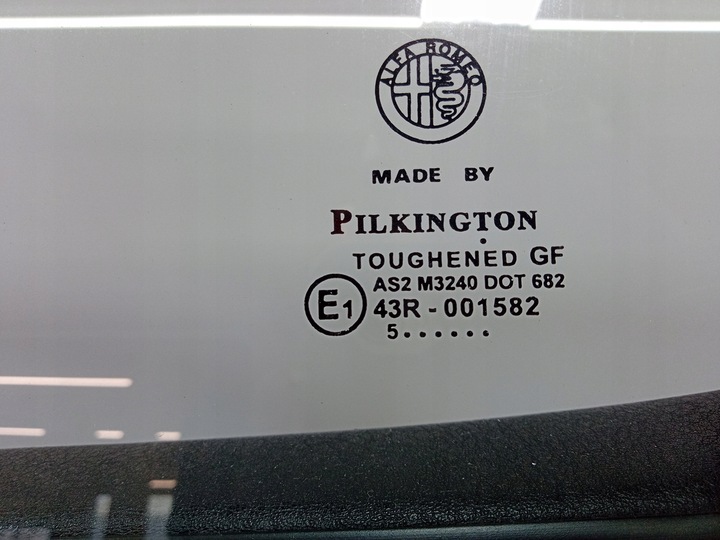 ALFA ROMEO
MADE BY
PILKINGTON
TOUGHENED GF
AS2 M3240 DOT 682
E1 43R - 001582
5......